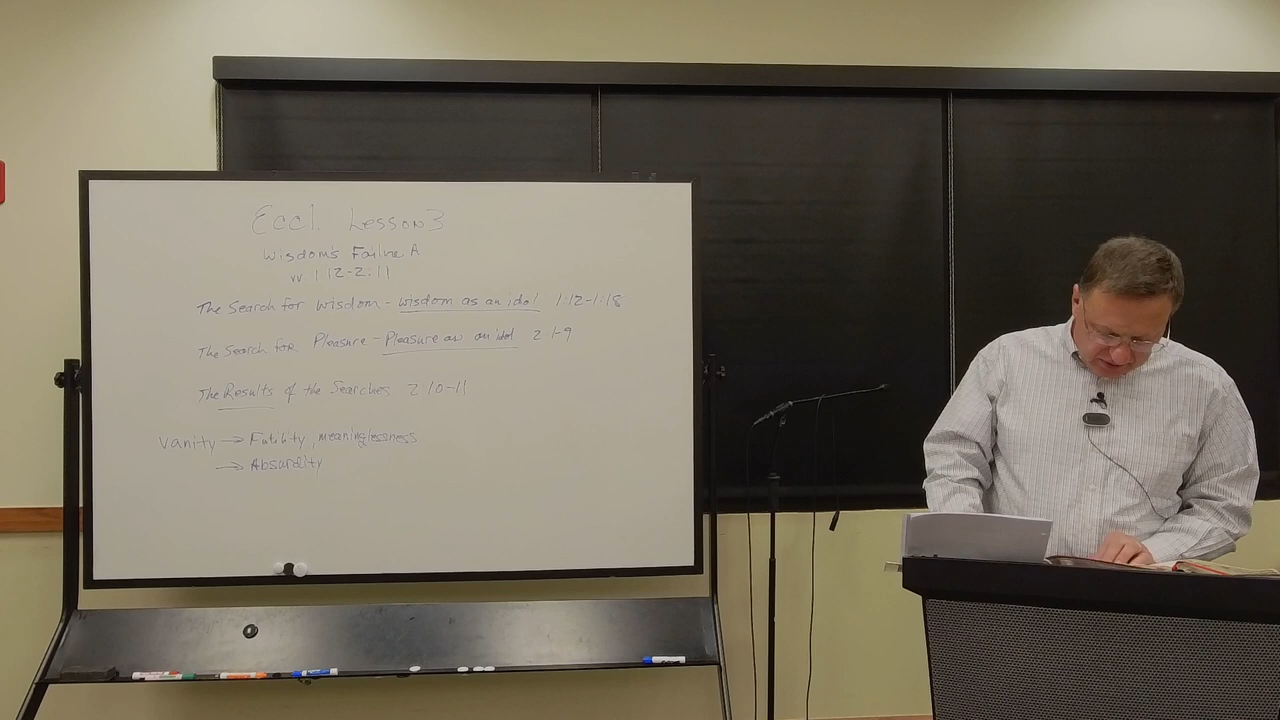 Eccl. Lesson 3
Wisdom's Failure A
vv 1:12-2:11
The Search for Wisdom - wisdom as an idol 1:12-1:18
The Search for Pleasure - Pleasure as an idol 2 1-9
The Results of the Searches 2 10-11
Vanity → Futility, meaninglessness
→ Absurdity